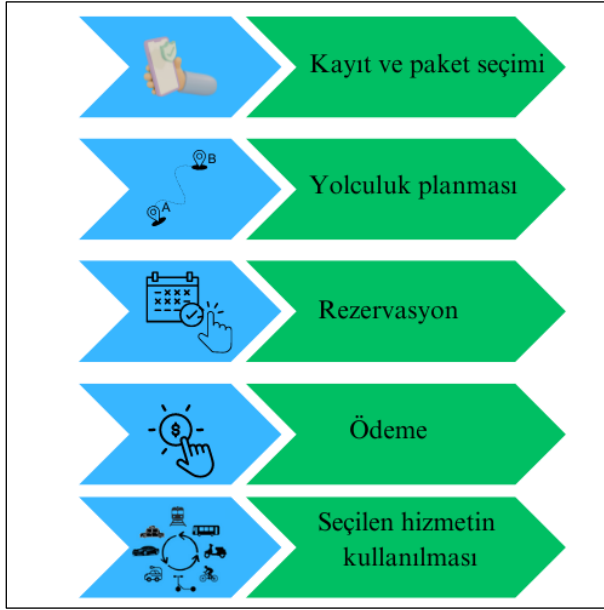 Kayıt ve paket seçimi
B
A
Yolculuk planması
Rezervasyon
$
Ödeme
Seçilen hizmetin
kullanılması